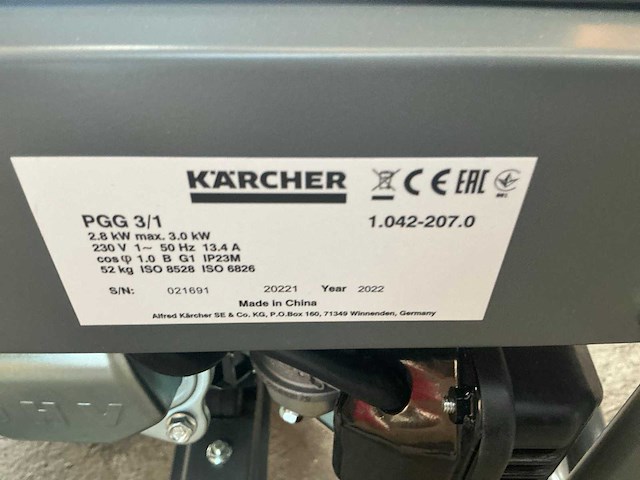 KÄRCHER CE EAC
PGG 3/1 1.042-207.0
2.8 kW max. 3.0 kW
230 V 1~ 50 Hz 13.4 A
cos φ 1.0 B G1 IP23M
52 kg ISO 8528 ISO 6826
S/N: 021691 20221 Year 2022
Made in China
Alfred Kärcher SE & Co. KG, P.O.Box 160, 71349 Winnenden, Germany